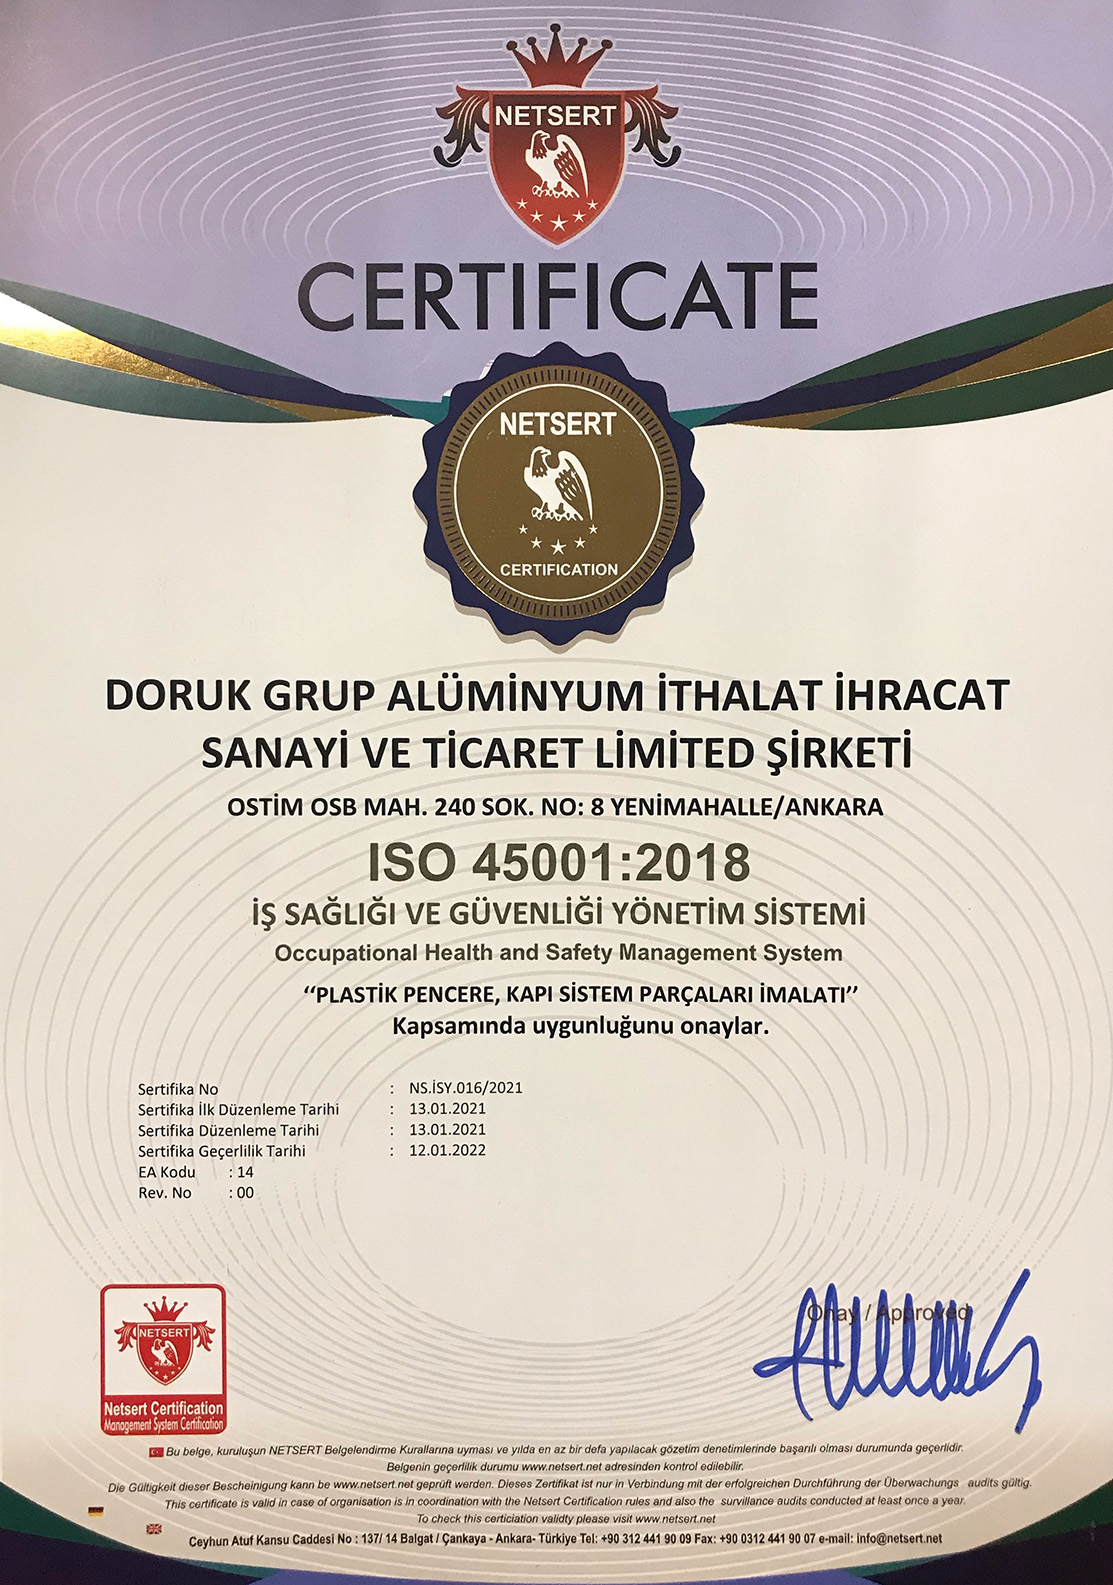 NETSERT
CERTIFICATE
NETSERT
CERTIFICATION
DORUK GRUP ALÜMİNYUM İTHALAT İHRACAT
SANAYİ VE TİCARET LİMİTED ŞİRKETİ
OSTİM OSB MAH. 240 SOK. NO: 8 YENİMAHALLE/ANKARA
ISO 45001:2018
İŞ SAĞLIĞI VE GÜVENLİĞİ YÖNETİM SİSTEMİ
Occupational Health and Safety Management System
‘‘PLASTİK PENCERE, KAPI SİSTEM PARÇALARI İMALATI’’
Kapsamında uygunluğunu onaylar.
Sertifika No : NS.İSY.016/2021
Sertifika İlk Düzenleme Tarihi : 13.01.2021
Sertifika Düzenleme Tarihi : 13.01.2021
Sertifika Geçerlilik Tarihi : 12.01.2022
EA Kodu : 14
Rev. No : 00
Onay / Approved
NETSERT
Netsert Certification
Management System Certification
Bu belge, kuruluşun NETSERT Belgelendirme Kurallarına uyması ve yılda en az bir defa yapılacak gözetim denetimlerinde başarılı olması durumunda geçerlidir.
Belgenin geçerlilik durumu www.netsert.net adresinden kontrol edilebilir.
Die Gültigkeit dieser Bescheinigung kann be www.netsert.net geprüft werden. Dieses Zertifikat ist nur in Verbindung mit der erfolgreichen Durchführung der Überwachungs audits gültig.
This certificate is valid in case of organisation is in coordination with the Netsert Certification rules and also the survillance audits conducted at least once a year.
To check this certiciation validty please visit www.netsert.net
Ceyhun Atuf Kansu Caddesi No : 137/ 14 Balgat / Çankaya - Ankara- Türkiye Tel: +90 312 441 90 09 Fax: +90 0312 441 90 07 e-mail: info@netsert.net